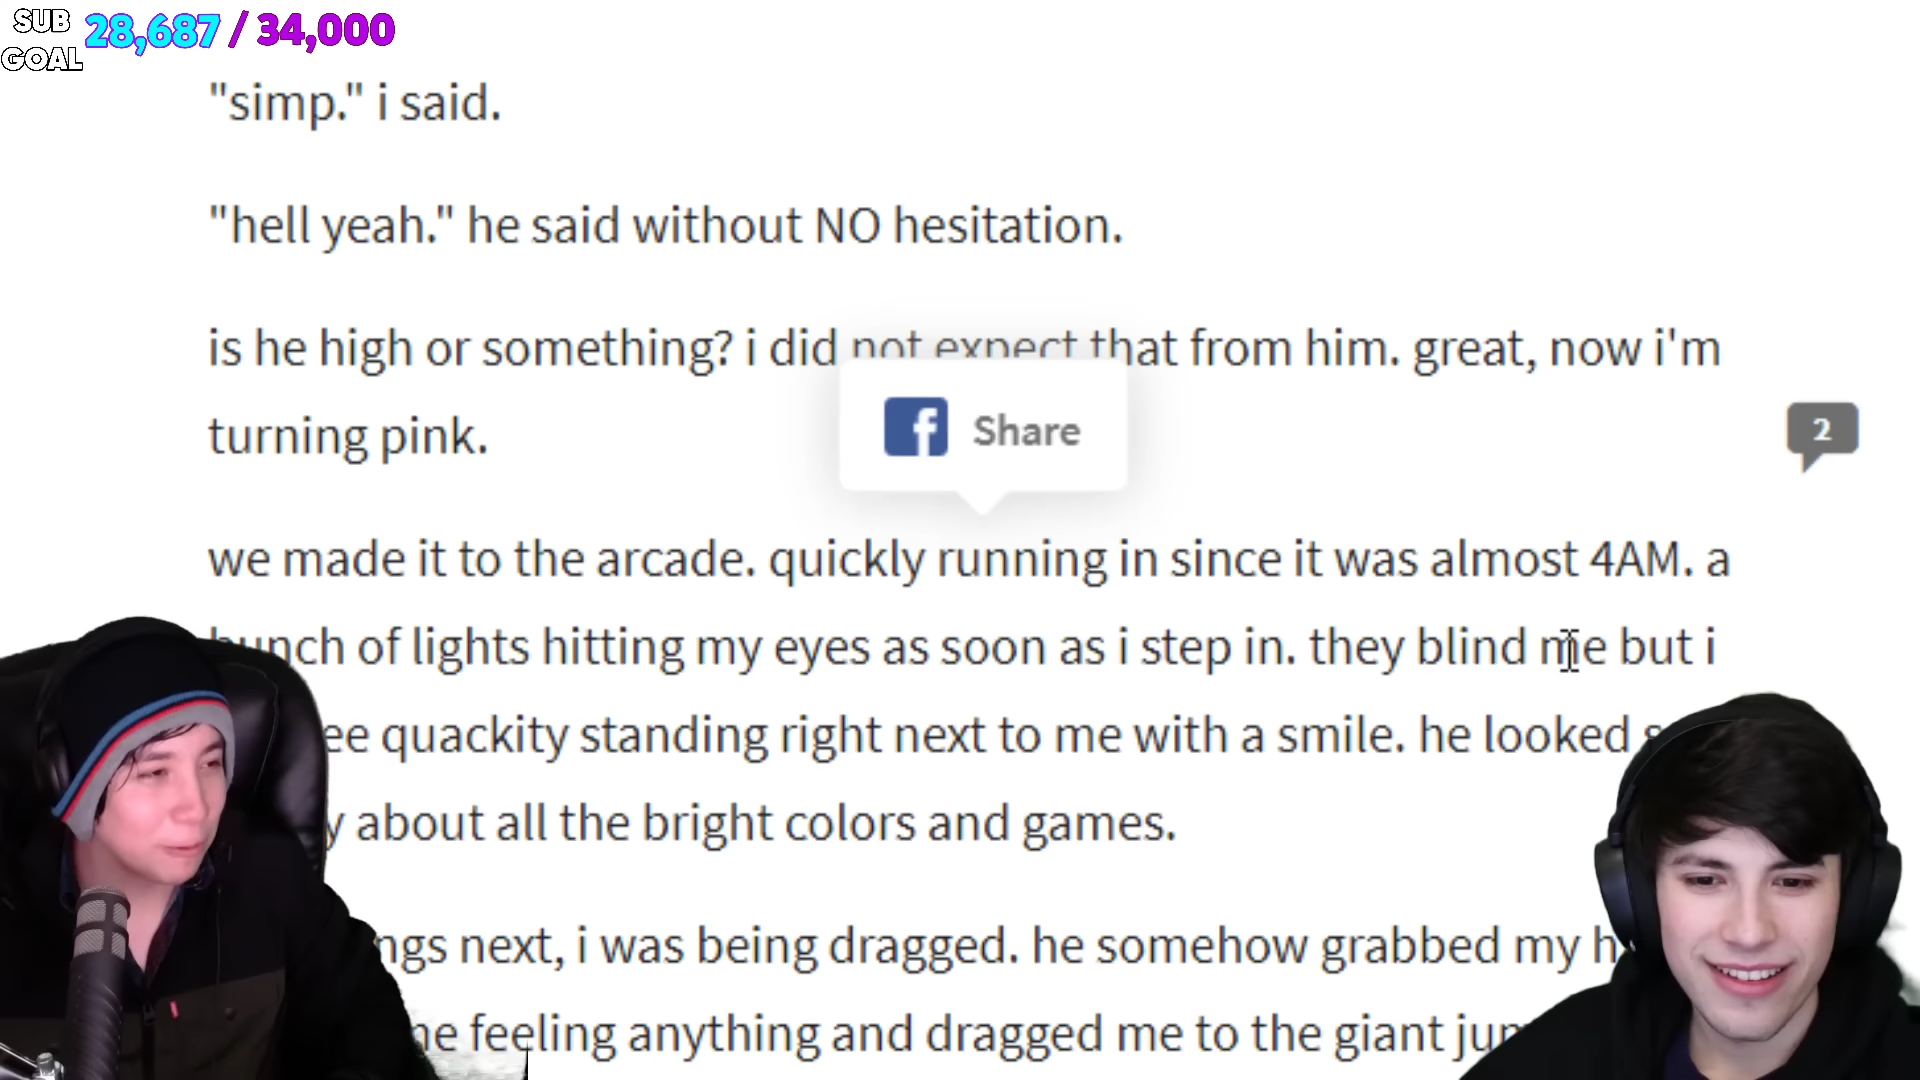 SUB
GOAL
28,687 / 34,000
"simp." i said.
"hell yeah." he said without NO hesitation.
is he high or something? i did not expect that from him. great, now i'm
turning pink.
Share
2
we made it to the arcade. quickly running in since it was almost 4AM. a
bunch of lights hitting my eyes as soon as i step in. they blind me but i
quackity standing right next to me with a smile. he looked
about all the bright colors and games.
next, i was being dragged. he somehow grabbed my
feeling anything and dragged me to the giant